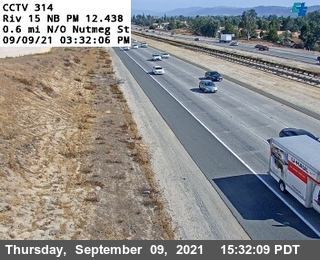 CCTV 314
Riv 15 NB PM 12.438
0.6 mi N/O Nutmeg St
09/09/21 03:32:06 PM
Thursday, September 09, 2021 15:32:09 PDT